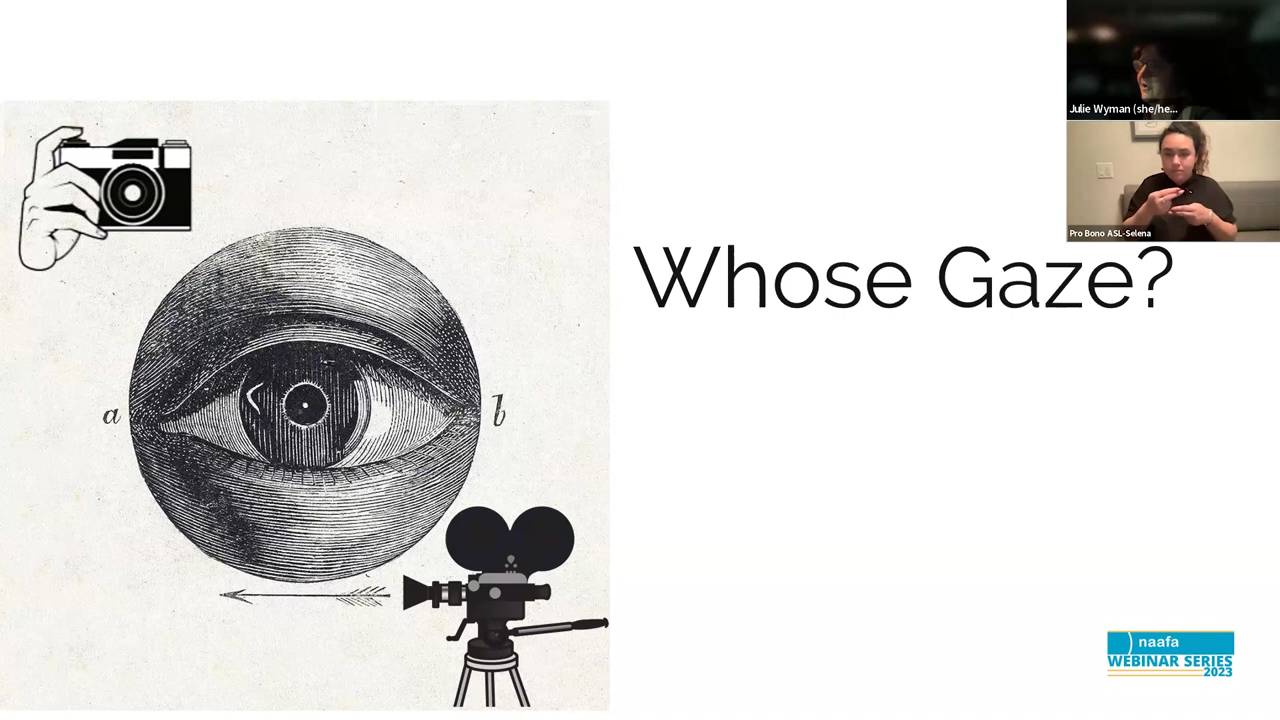 Julie Wyman (she/he...
Pro Bono ASL-Selena
Whose Gaze?
a
b
naafa
WEBINAR SERIES
2023